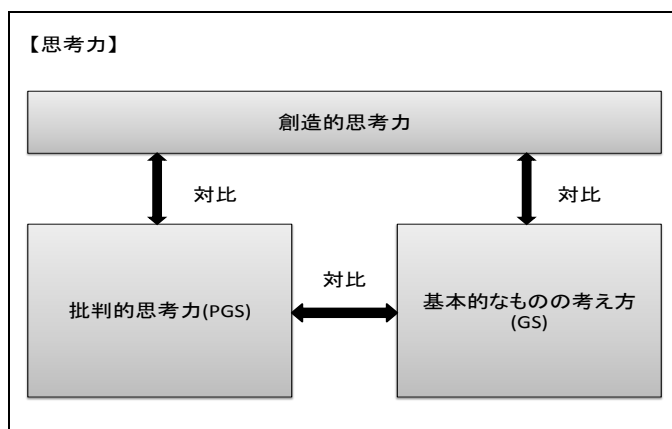 【思考力】
創造的思考力
対比
対比
対比
批判的思考力(PGS)
基本的なものの考え方
(GS)